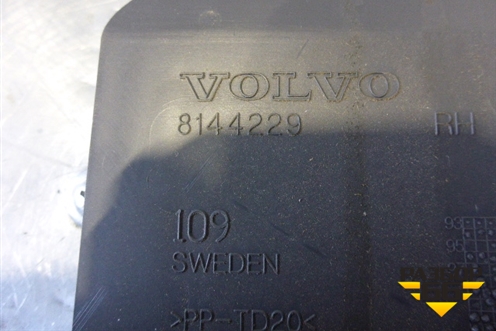 VOLVO
8144229 RH
109
SWEDEN
>PP-TD20<